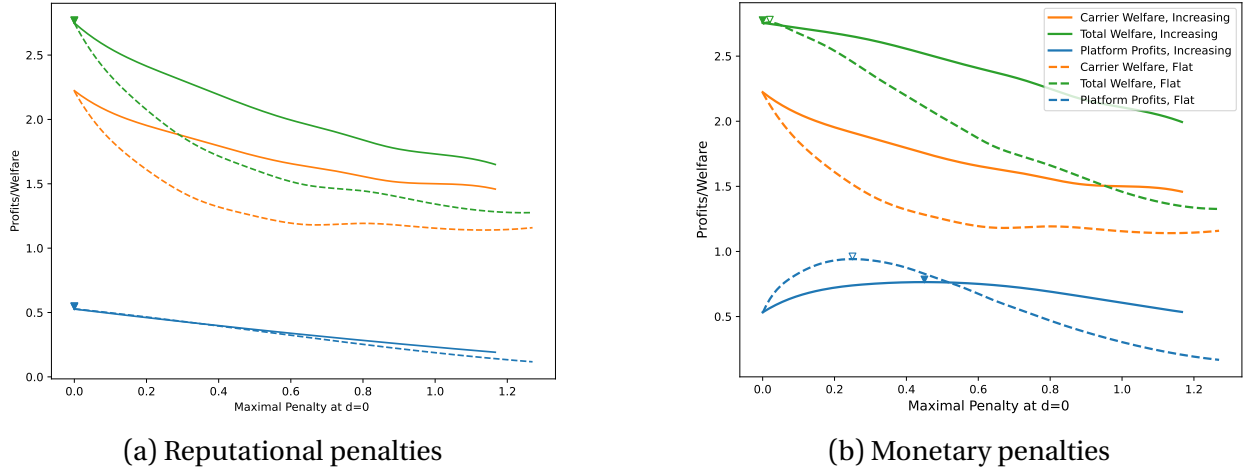 Profits/Welfare
2.5
2.0
1.5
1.0
0.5
0.0
0.0 0.2 0.4 0.6 0.8 1.0 1.2
Maximal Penalty at d=0
(a) Reputational penalties
Profits/Welfare
2.5
2.0
1.5
1.0
0.5
0.0 0.2 0.4 0.6 0.8 1.0 1.2
Maximal Penalty at d=0
Carrier Welfare, Increasing
Total Welfare, Increasing
Platform Profits, Increasing
Carrier Welfare, Flat
Total Welfare, Flat
Platform Profits, Flat
(b) Monetary penalties